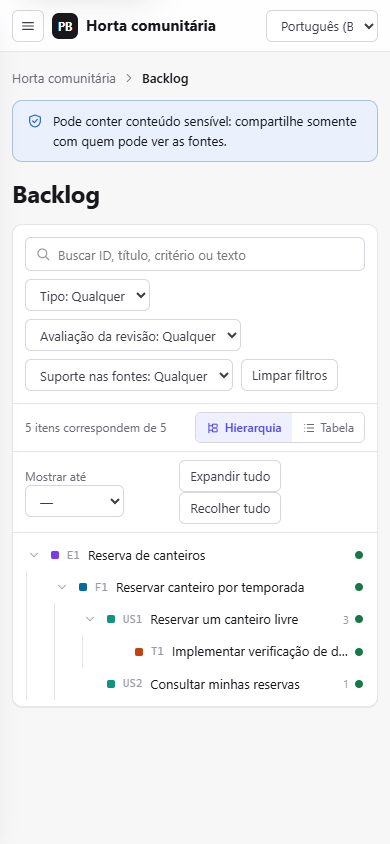 PB Horta comunitária Português (B
Horta comunitária > Backlog
Pode conter conteúdo sensível: compartilhe somente
com quem pode ver as fontes.
Backlog
Buscar ID, título, critério ou texto
Tipo: Qualquer
Avaliação da revisão: Qualquer
Suporte nas fontes: Qualquer Limpar filtros
5 itens correspondem de 5 Hierarquia Tabela
Mostrar até
— 
Expandir tudo
Recolher tudo
E1 Reserva de canteiros
F1 Reservar canteiro por temporada
US1 Reservar um canteiro livre 3
T1 Implementar verificação de d...
US2 Consultar minhas reservas 1